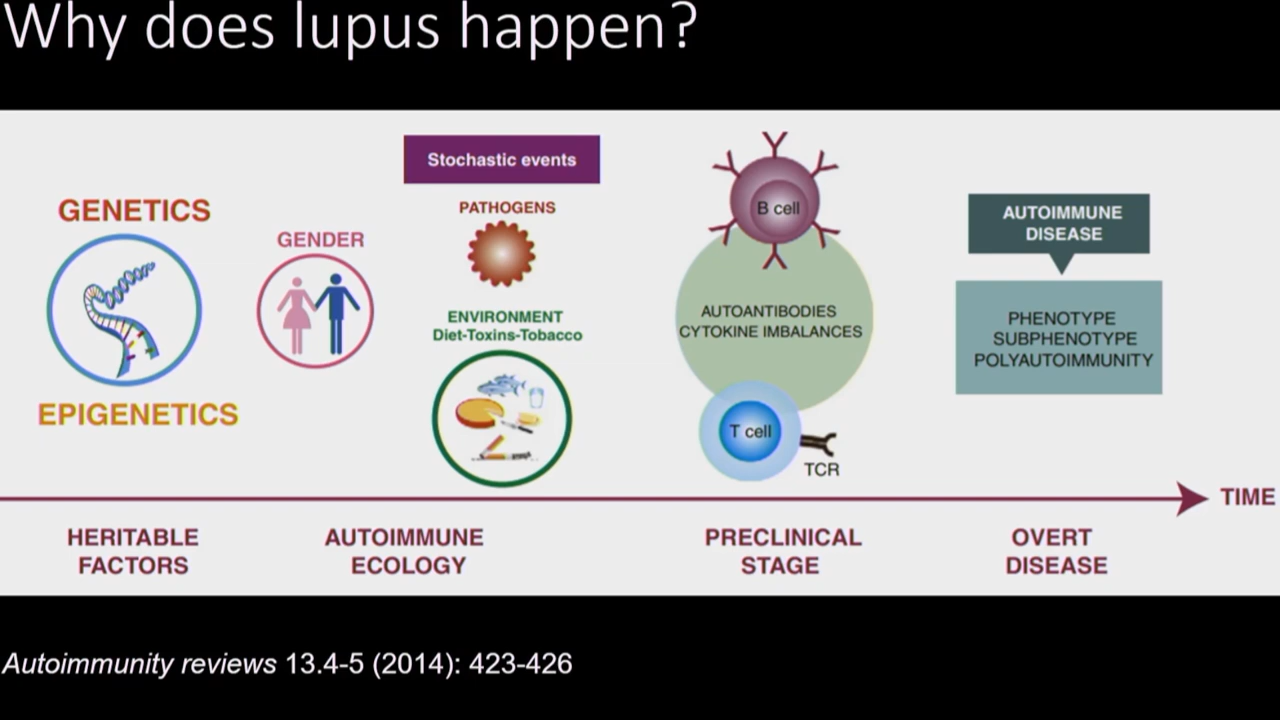 Why does lupus happen?
GENETICS
EPIGENETICS
GENDER
Stochastic events
PATHOGENS
ENVIRONMENT
Diet-Toxins-Tobacco
B cell
AUTOANTIBODIES
CYTOKINE IMBALANCES
T cell
TCR
AUTOIMMUNE
DISEASE
PHENOTYPE
SUBPHENOTYPE
POLYAUTOIMMUNITY
TIME
HERITABLE
FACTORS
AUTOIMMUNE
ECOLOGY
PRECLINICAL
STAGE
OVERT
DISEASE
Autoimmunity reviews 13.4-5 (2014): 423-426